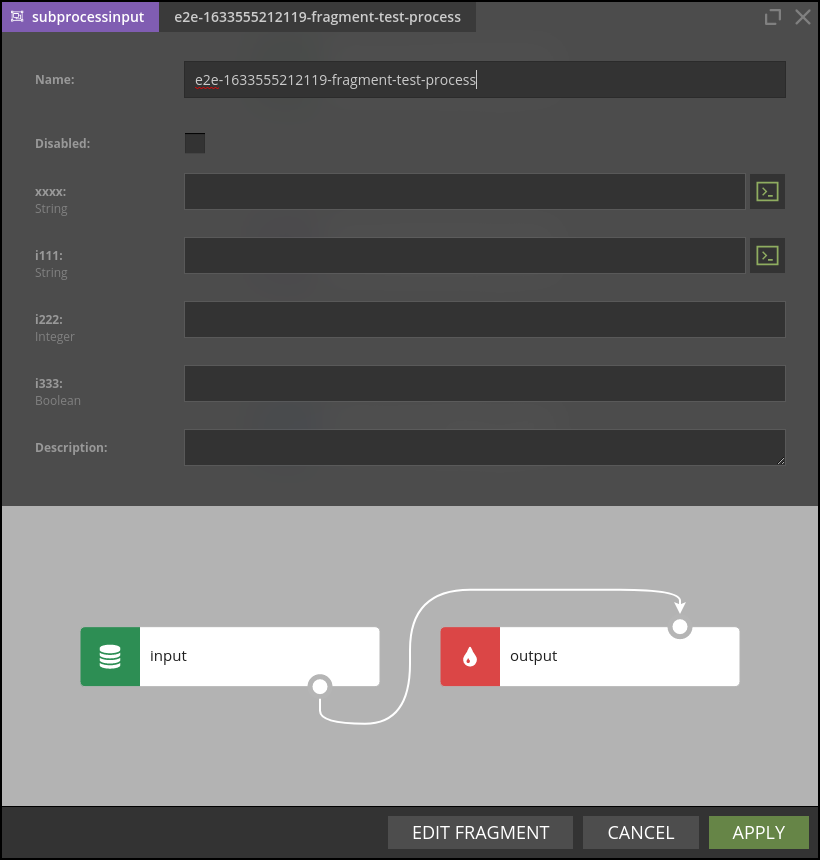 subprocessinput e2e-1633555212119-fragment-test-process
Name: e2e-1633555212119-fragment-test-process
Disabled:
xxxx:
String
i111:
String
i222:
Integer
i333:
Boolean
Description:
input output
EDIT FRAGMENT CANCEL APPLY